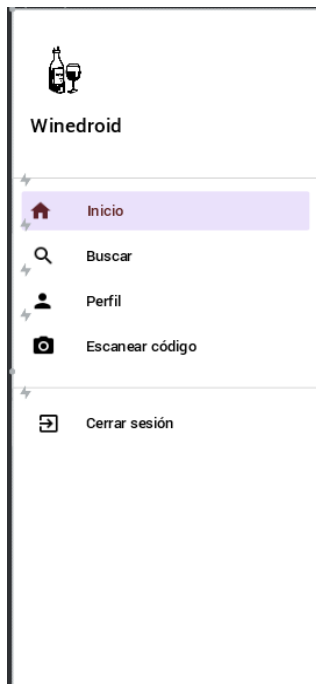 Winedroid
Inicio
Buscar
Perfil
Escanear código
Cerrar sesión